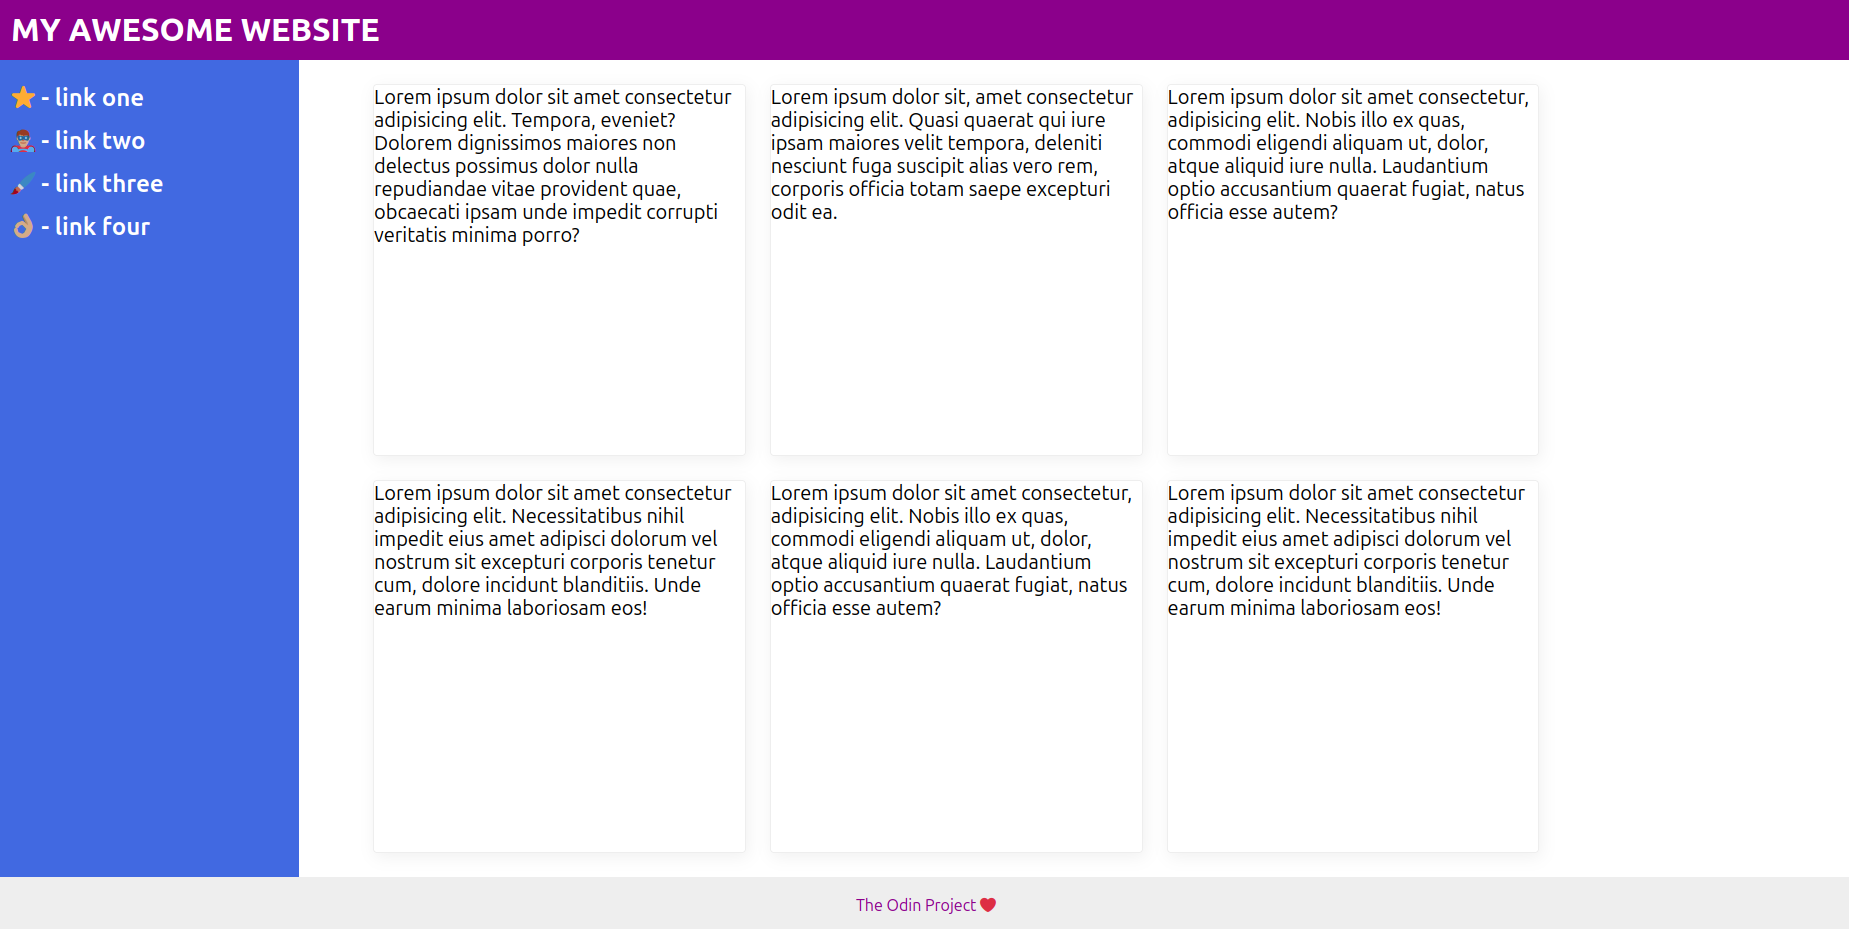 MY AWESOME WEBSITE
⭐ - link one
🦸🏽‍♂️ - link two
🖌️ - link three
👌🏽 - link four
Lorem ipsum dolor sit amet consectetur
adipisicing elit. Tempora, eveniet?
Dolorem dignissimos maiores non
delectus possimus dolor nulla
repudiandae vitae provident quae,
obcaecati ipsam unde impedit corrupti
veritatis minima porro?
Lorem ipsum dolor sit, amet consectetur
adipisicing elit. Quasi quaerat qui iure
ipsam maiores velit tempora, deleniti
nesciunt fuga suscipit alias vero rem,
corporis officia totam saepe excepturi
odit ea.
Lorem ipsum dolor sit amet consectetur,
adipisicing elit. Nobis illo ex quas,
commodi eligendi aliquam ut, dolor,
atque aliquid iure nulla. Laudantium
optio accusantium quaerat fugiat, natus
officia esse autem?
Lorem ipsum dolor sit amet consectetur
adipisicing elit. Necessitatibus nihil
impedit eius amet adipisci dolorum vel
nostrum sit excepturi corporis tenetur
cum, dolore incidunt blanditiis. Unde
earum minima laboriosam eos!
Lorem ipsum dolor sit amet consectetur,
adipisicing elit. Nobis illo ex quas,
commodi eligendi aliquam ut, dolor,
atque aliquid iure nulla. Laudantium
optio accusantium quaerat fugiat, natus
officia esse autem?
Lorem ipsum dolor sit amet consectetur
adipisicing elit. Necessitatibus nihil
impedit eius amet adipisci dolorum vel
nostrum sit excepturi corporis tenetur
cum, dolore incidunt blanditiis. Unde
earum minima laboriosam eos!
The Odin Project ❤️